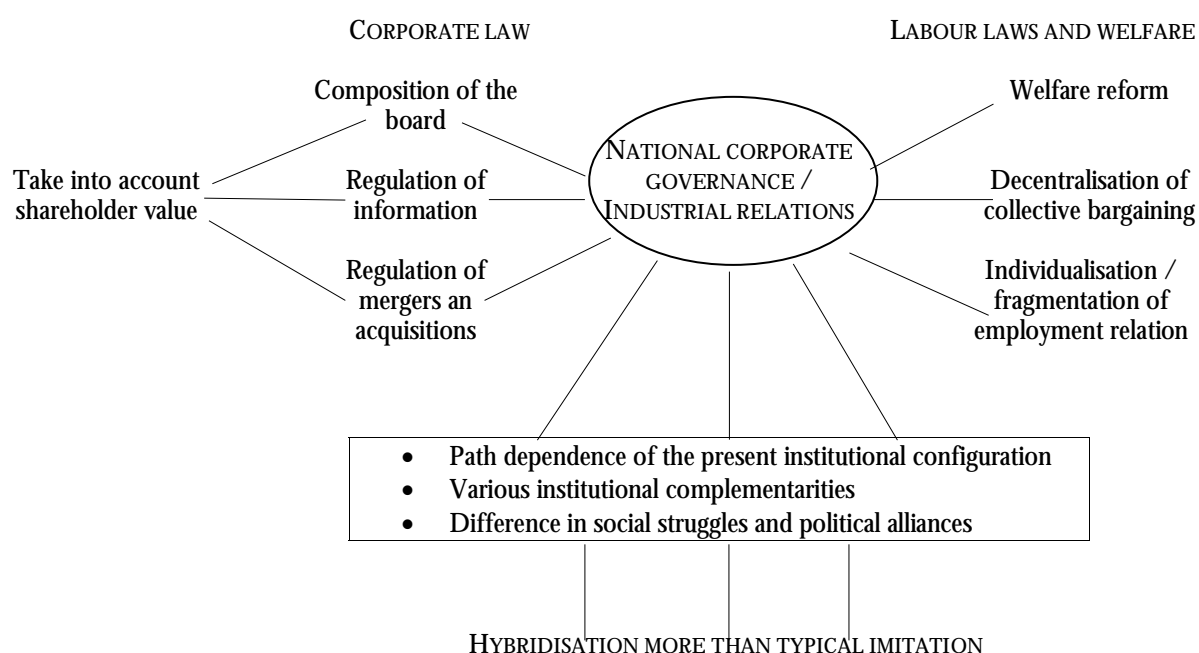 CORPORATE LAW
LABOUR LAWS AND WELFARE
Take into account
shareholder value
Composition of the
board
Regulation of
information
Regulation of
mergers an
acquisitions
NATIONAL CORPORATE
GOVERNANCE /
INDUSTRIAL RELATIONS
Welfare reform
Decentralisation of
collective bargaining
Individualisation /
fragmentation of
employment relation
• Path dependence of the present institutional configuration
• Various institutional complementarities
• Difference in social struggles and political alliances
HYBRIDISATION MORE THAN TYPICAL IMITATION